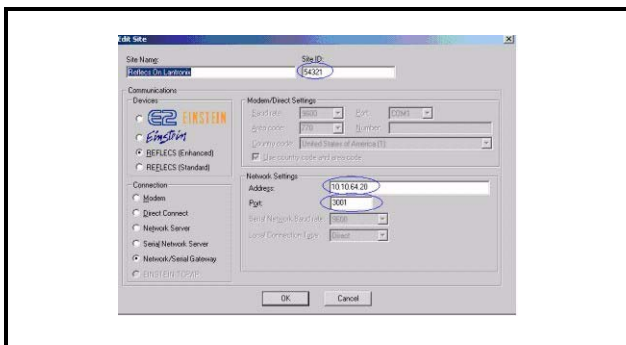 Edit Site
Site Name:
Reflecs On Lantronix
Site ID:
54321
Communications
Devices
E2 EINSTEIN
Einstein
REFLECS (Enhanced)
REFLECS (Standard)
Connection
Modem
Direct Connect
Network Server
Serial Network Server
Network/Serial Gateway
Modem/Direct Settings
Baud rate: 9600 Port: COM1
Area code: 770 Number:
Country code: United States of America (1)
Use country code and area code
Network Settings
Address: 10.10.64.20
Port: 3001
Serial Network Baud rate: 9600
Local Connection Type: Direct
OK
Cancel